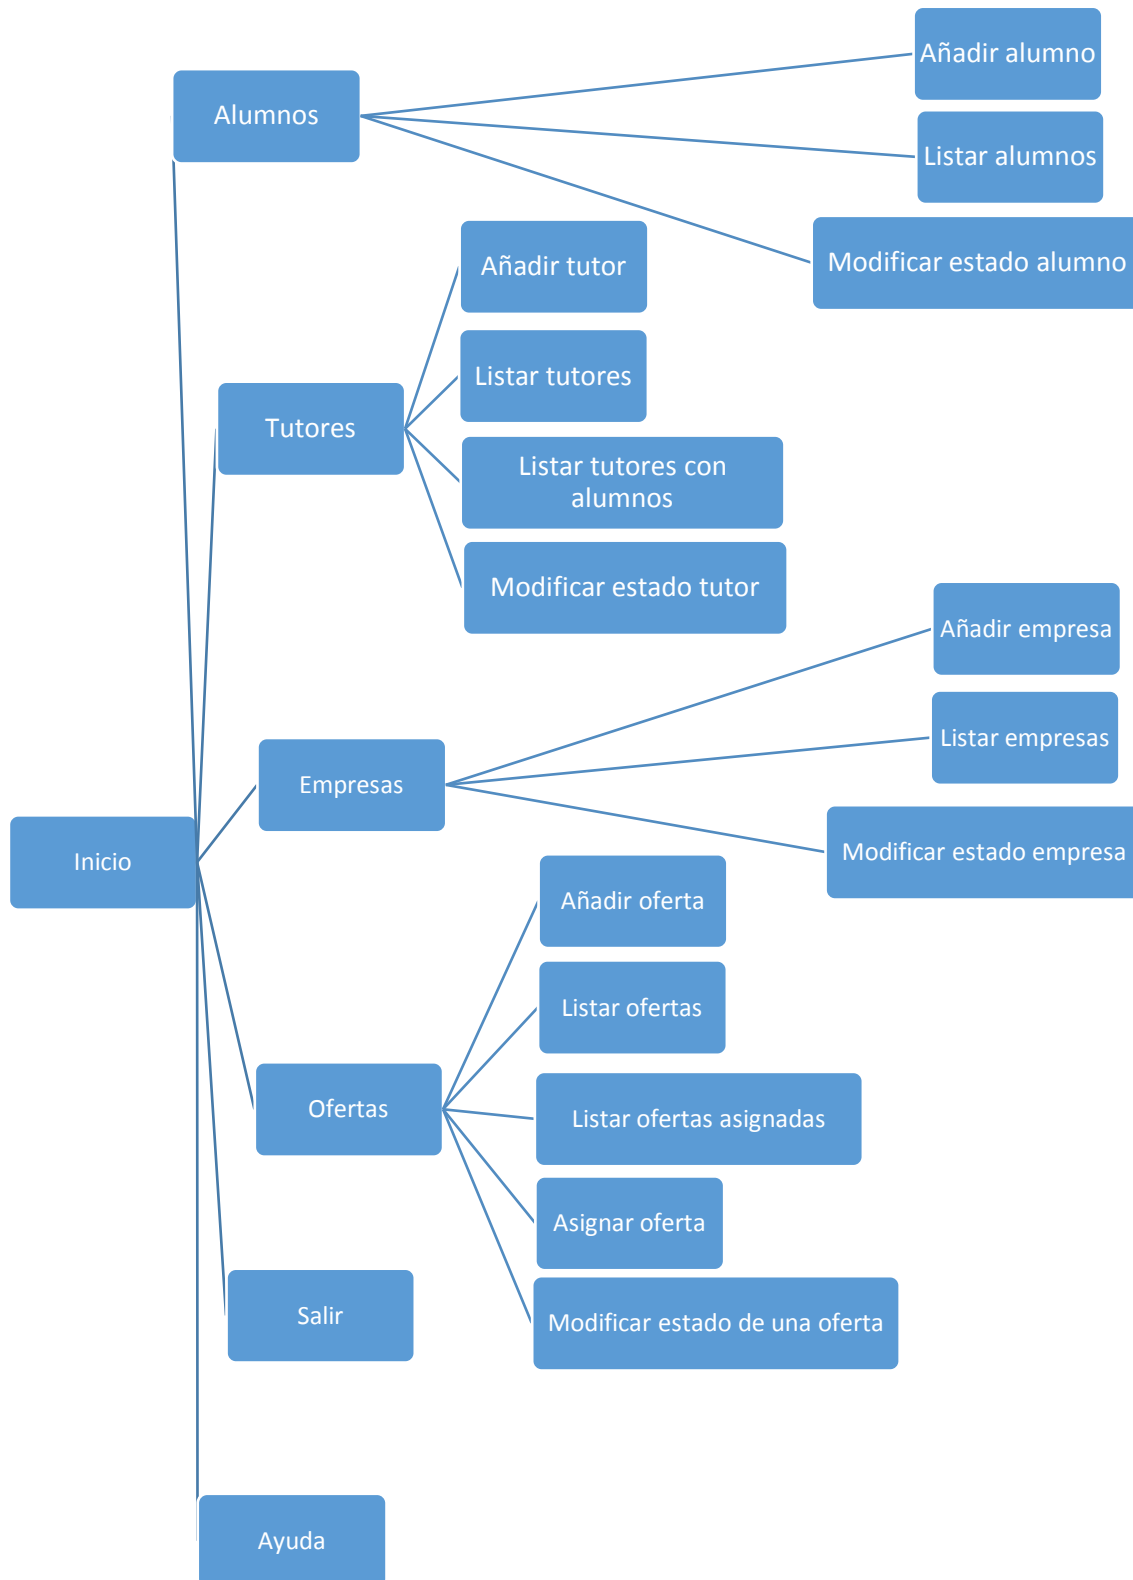 Inicio
Alumnos
Añadir alumno
Listar alumnos
Modificar estado alumno
Tutores
Añadir tutor
Listar tutores
Listar tutores con
alumnos
Modificar estado tutor
Empresas
Añadir empresa
Listar empresas
Modificar estado empresa
Ofertas
Añadir oferta
Listar ofertas
Listar ofertas asignadas
Asignar oferta
Modificar estado de una oferta
Salir
Ayuda